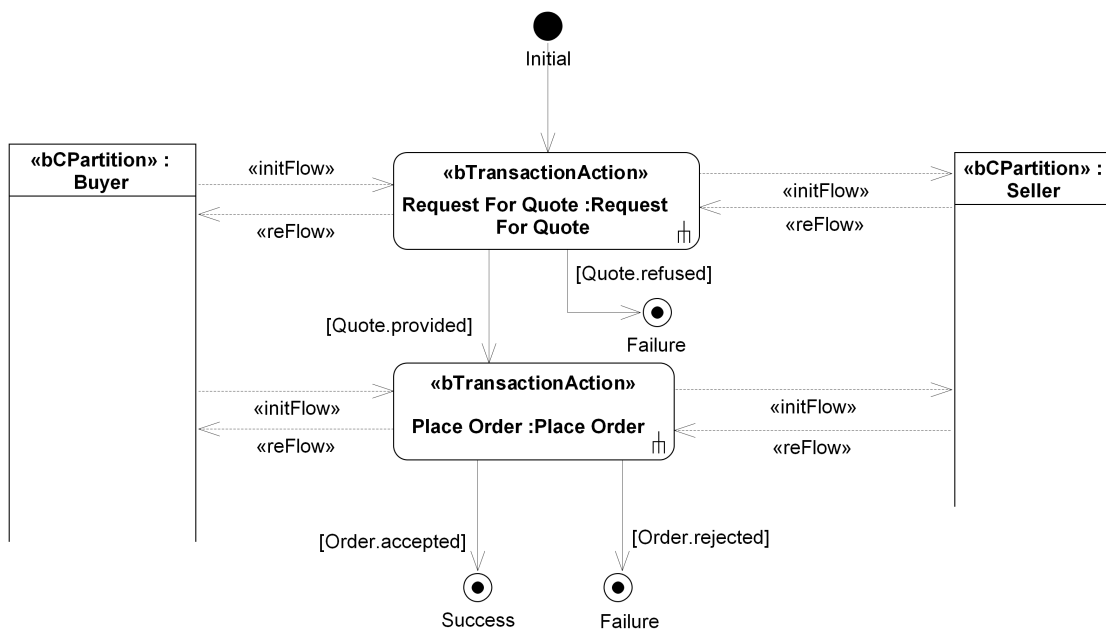 Initial
«bCPartition» :
Buyer
«initFlow»
«reFlow»
«bTransactionAction»
Request For Quote :Request
For Quote
«initFlow»
«reFlow»
«bCPartition» :
Seller
[Quote.refused]
Failure
[Quote.provided]
«initFlow»
«reFlow»
«bTransactionAction»
Place Order :Place Order
«initFlow»
«reFlow»
[Order.accepted]
[Order.rejected]
Success
Failure